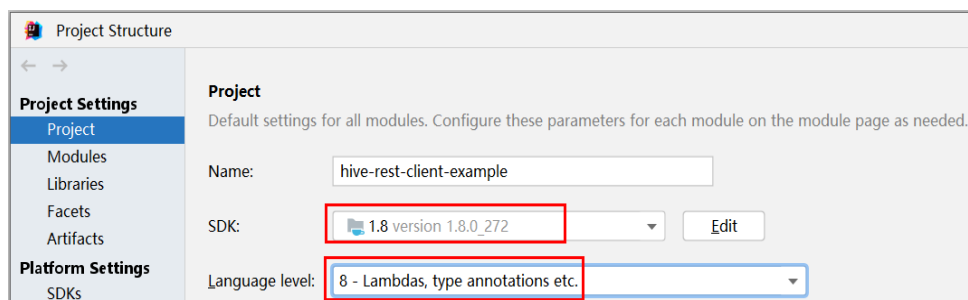 Project Structure
Project Settings
Project
Modules
Libraries
Facets
Artifacts
Platform Settings
SDKs
Project
Default settings for all modules. Configure these parameters for each module on the module page as needed.
Name: hive-rest-client-example
SDK: 1.8 version 1.8.0_272 Edit
Language level: 8 - Lambdas, type annotations etc.